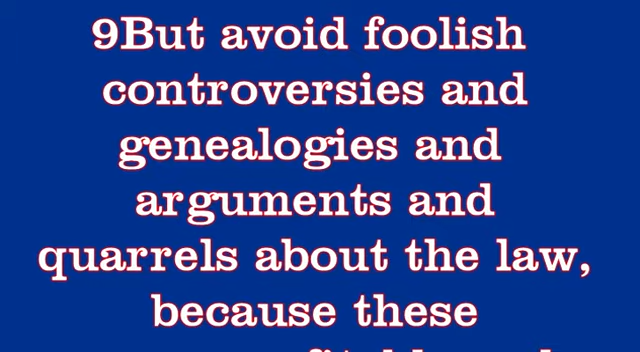 9But avoid foolish
controversies and
genealogies and
arguments and
quarrels about the law,
because these